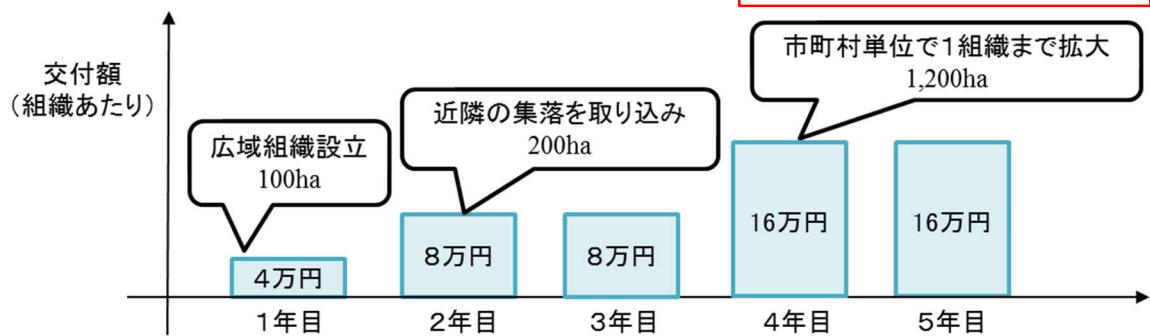 市町村単位で1組織まで拡大
1,200ha
交付額
(組織あたり)
近隣の集落を取り込み
200ha
広域組織設立
100ha
4万円
8万円
8万円
16万円
16万円
1年目
2年目
3年目
4年目
5年目